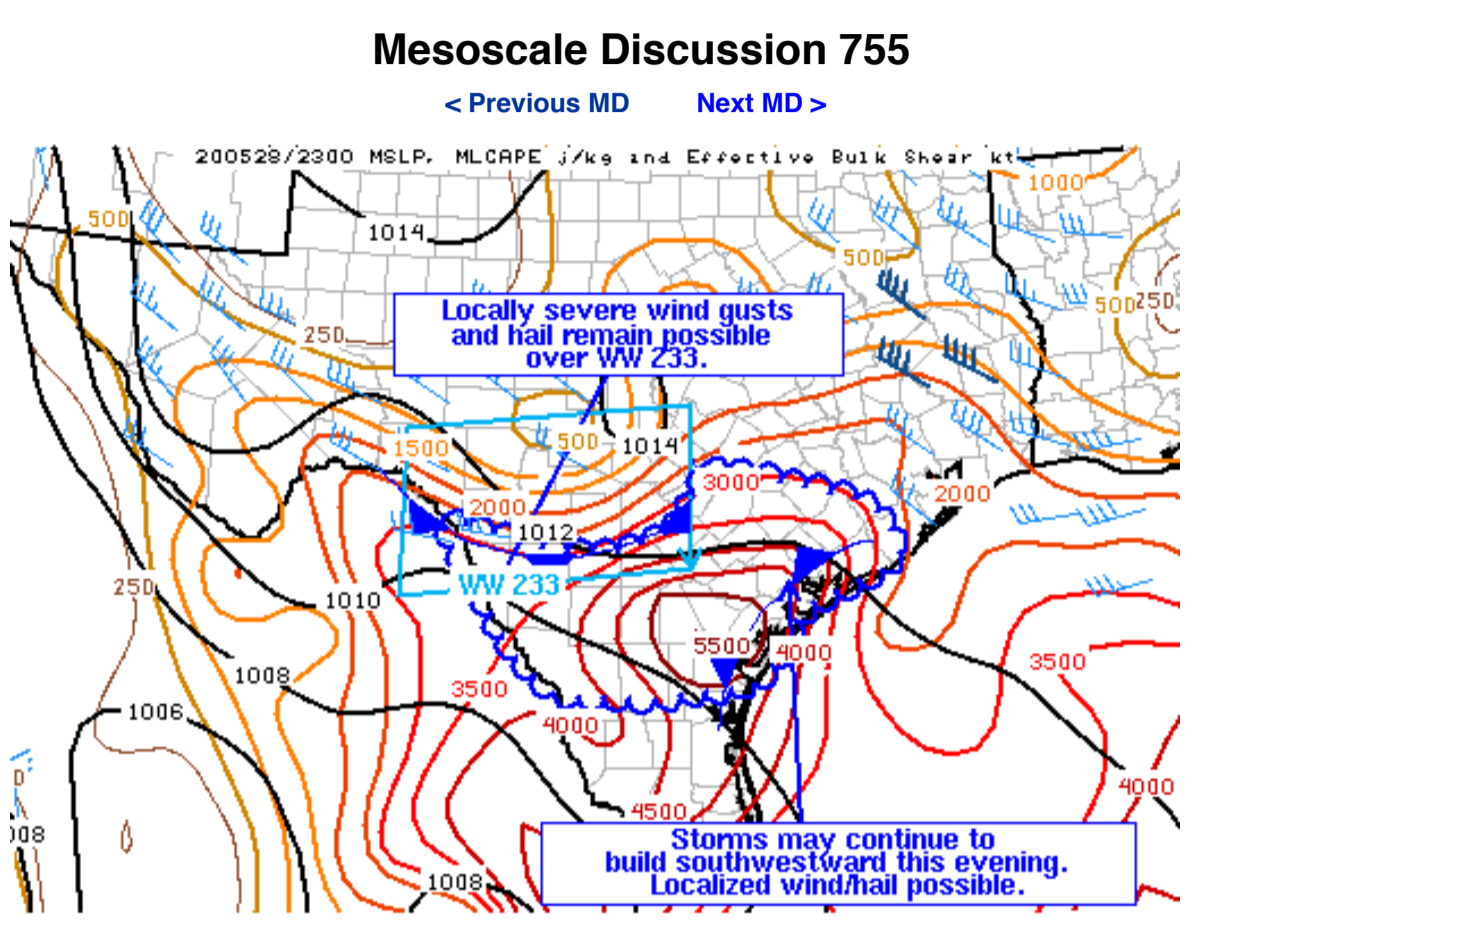 Mesoscale Discussion 755
< Previous MD Next MD >
200528/2300 MSLP, MLCAPE j/kg and Effective Bulk Shear kt
1000
500
1014
500
500 250
250
Locally severe wind gusts
and hail remain possible
over WW 233.
1500
500
1014
3000
2000
2000
1012
WW 233
250
1010
5500
4000
3500
1008
3500
1006
4000
4000
4500
008
1008
Storms may continue to
build southwestward this evening.
Localized wind/hail possible.